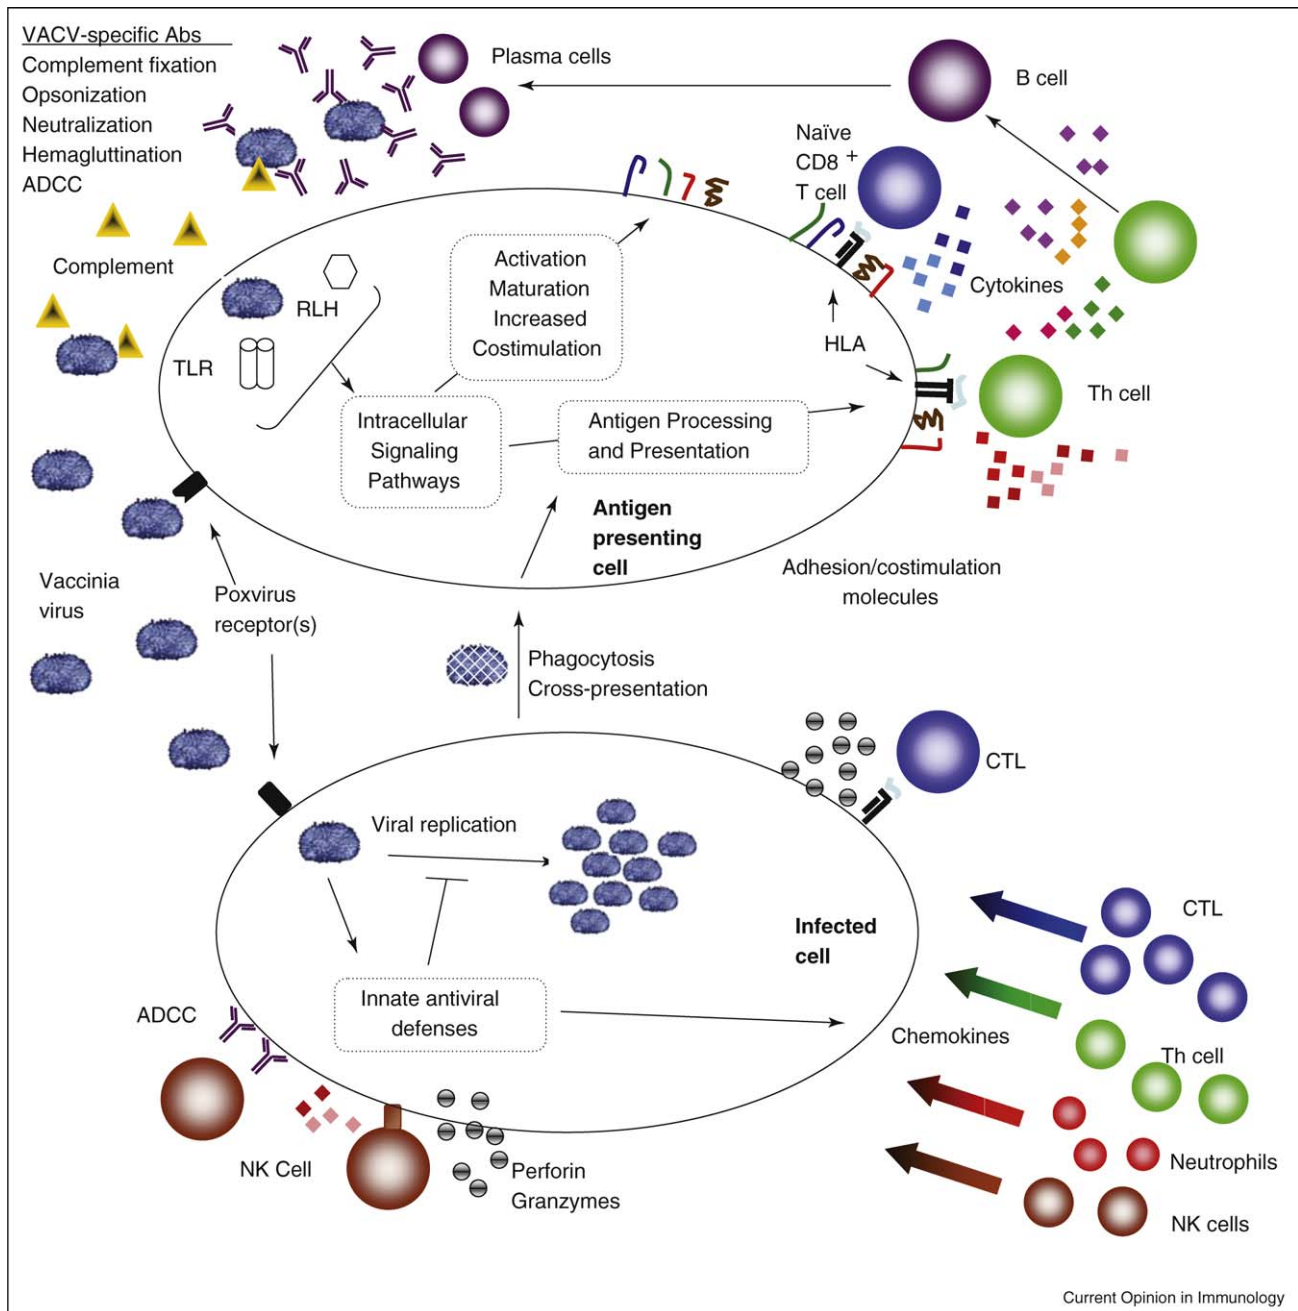 VACV-specific Abs
Complement fixation
Opsonization
Neutralization
Hemagluttination
ADCC
Plasma cells
B cell
Naïve
CD8 +
T cell
Complement
Activation
Maturation
Increased
Costimulation
RLH
TLR
Cytokines
HLA
Th cell
Intracellular
Signaling
Pathways
Antigen Processing
and Presentation
Antigen
presenting
cell
Adhesion/costimulation
molecules
Vaccinia
virus
Poxvirus
receptor(s)
Phagocytosis
Cross-presentation
CTL
Viral replication
Infected
cell
Innate antiviral
defenses
ADCC
NK Cell
Perforin
Granzymes
CTL
Chemokines
Th cell
Neutrophils
NK cells
Current Opinion in Immunology